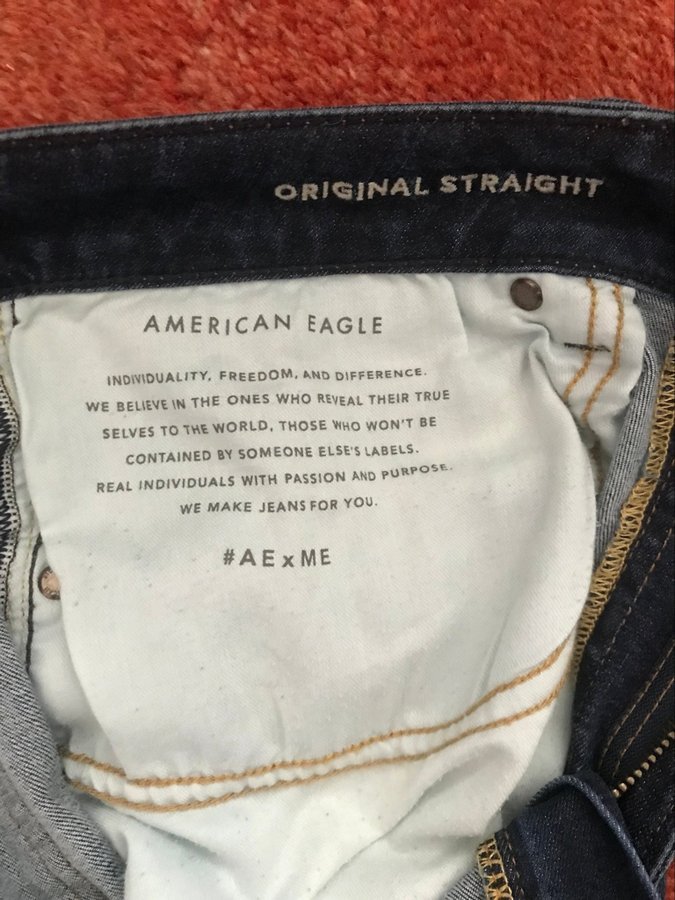 ORIGINAL STRAIGHT
AMERICAN EAGLE
INDIVIDUALITY, FREEDOM, AND DIFFERENCE.
WE BELIEVE IN THE ONES WHO REVEAL THEIR TRUE
SELVES TO THE WORLD, THOSE WHO WON'T BE
CONTAINED BY SOMEONE ELSE'S LABELS.
REAL INDIVIDUALS WITH PASSION AND PURPOSE.
WE MAKE JEANS FOR YOU.
#AExME